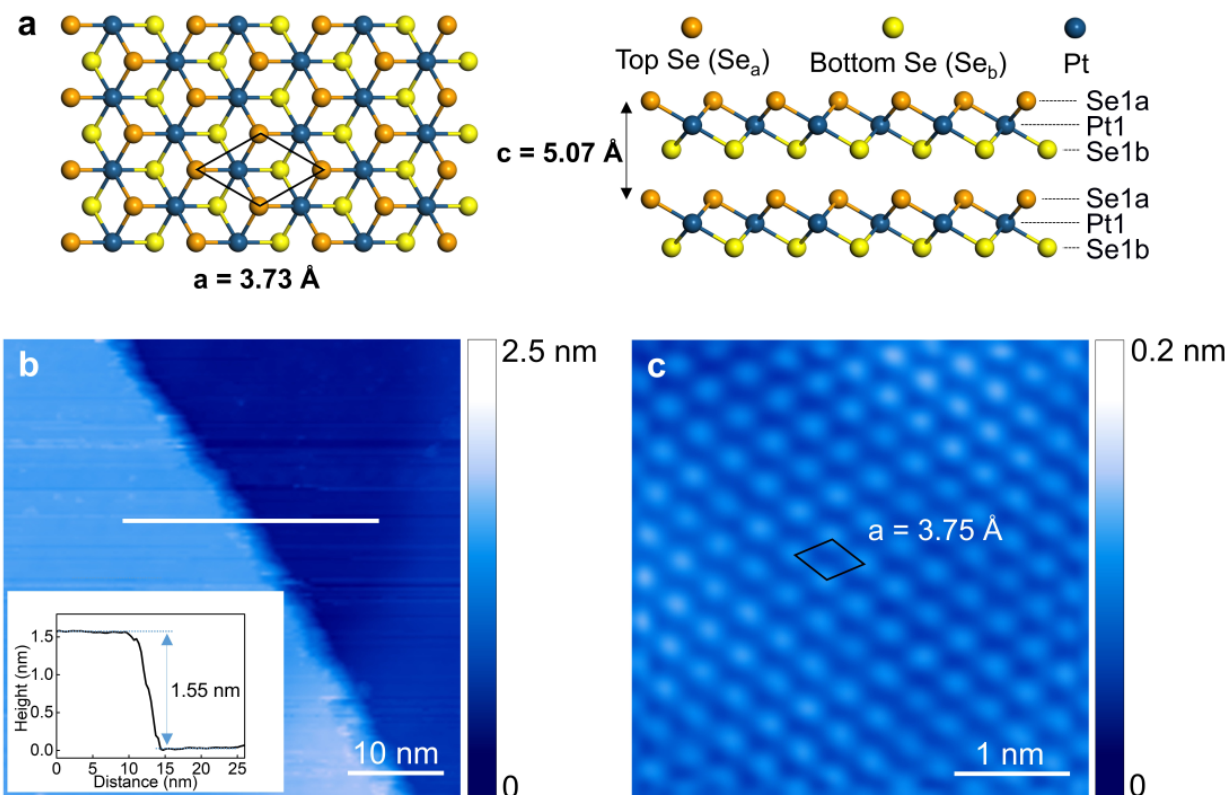 a
Top Se (Seₐ)
Bottom Se (Se_b)
Pt
a = 3.73 Å
c = 5.07 Å
Se1a
Pt1
Se1b
Se1a
Pt1
Se1b
b
2.5 nm
0
10 nm
Height (nm)
1.5
1.0
0.5
0.0
1.55 nm
0 5 10 15 20 25
Distance (nm)
c
0.2 nm
0
a = 3.75 Å
1 nm